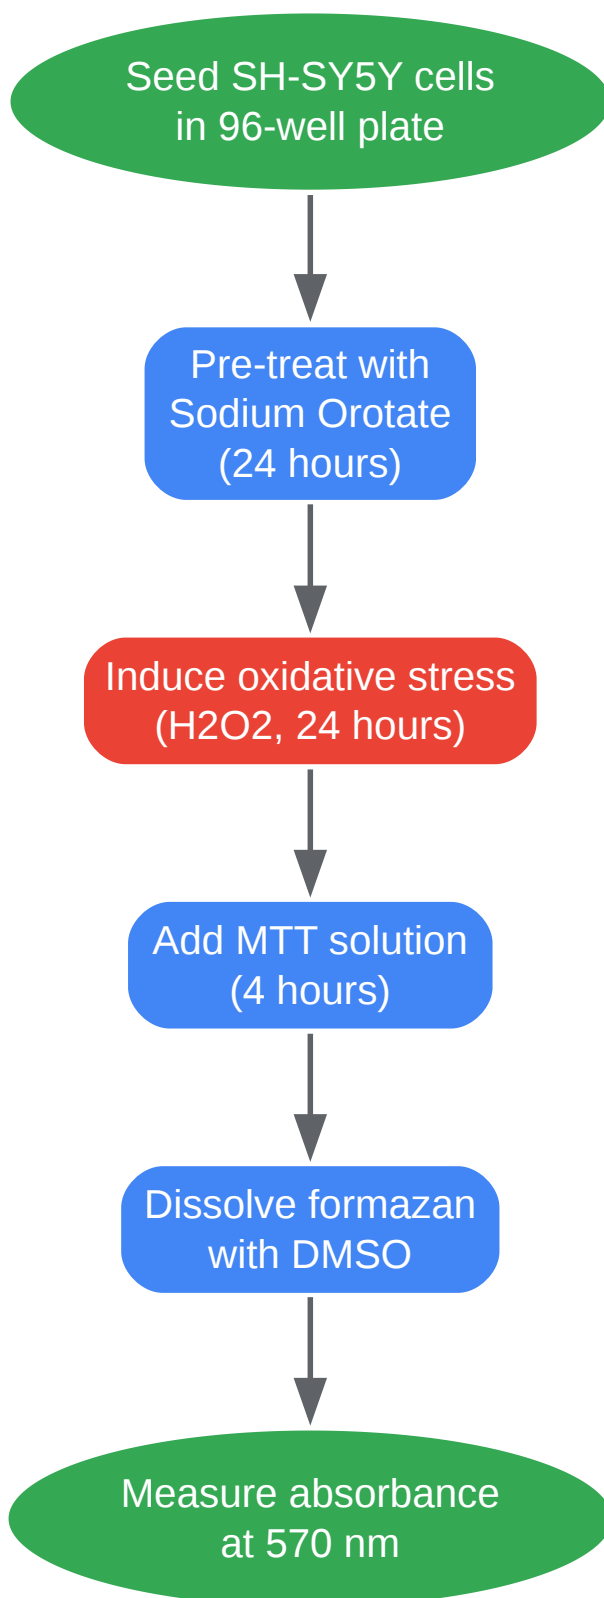 Seed SH-SY5Y cells
in 96-well plate
Pre-treat with
Sodium Orotate
(24 hours)
Induce oxidative stress
(H2O2, 24 hours)
Add MTT solution
(4 hours)
Dissolve formazan
with DMSO
Measure absorbance
at 570 nm